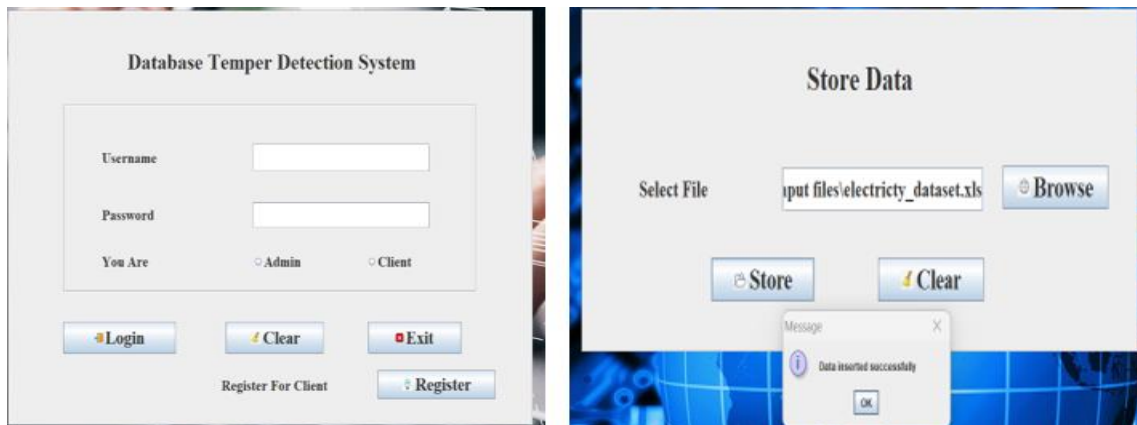 Database Temper Detection System
Username
Password
You Are
Admin
Client
Login
Clear
Exit
Register For Client
Register
Store Data
Select File
nput files\electricty_dataset.xls
Browse
Store
Clear
Message
X
Data inserted successfully
OK